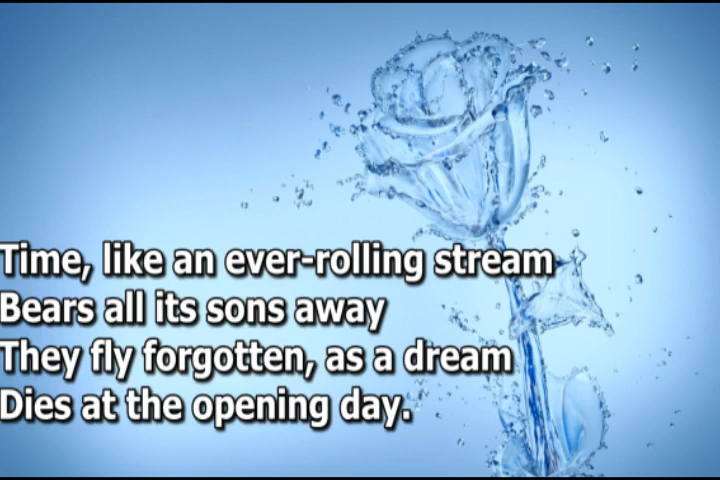 Time, like an ever-rolling stream
Bears all its sons away
They fly forgotten, as a dream
Dies at the opening day.